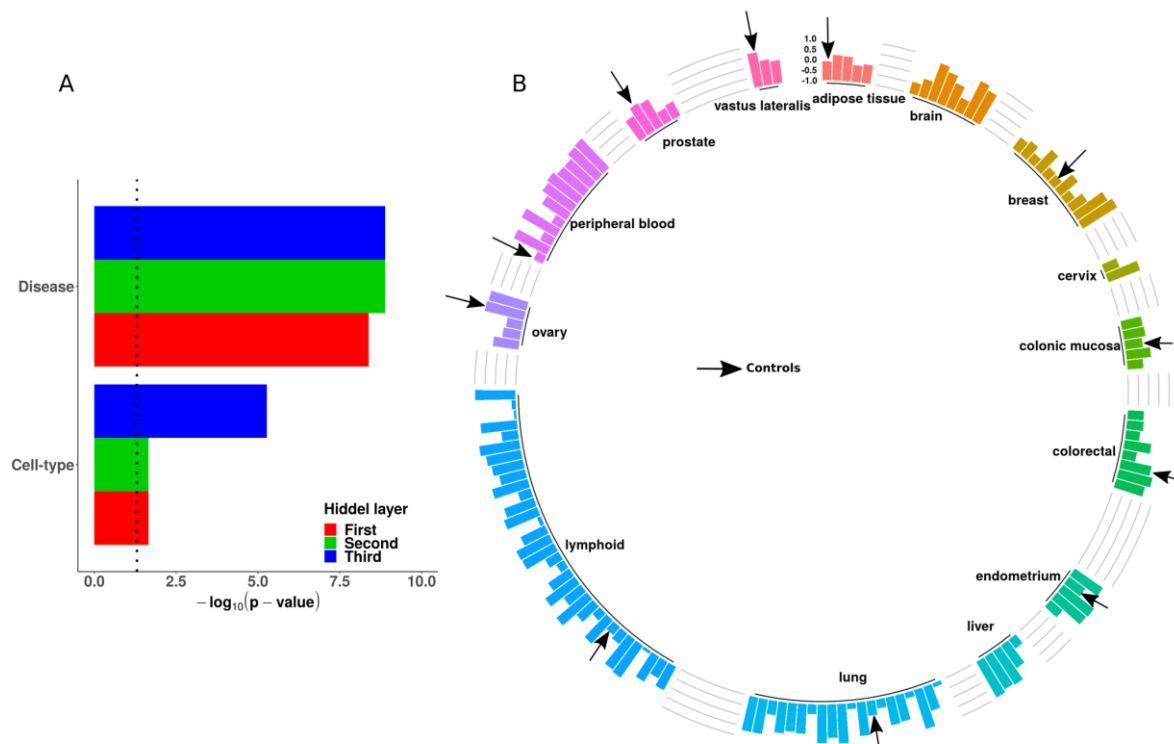 A
Disease
Cell-type
Hiddel layer
First
Second
Third
0.0 2.5 5.0 7.5 10.0
−log10(p − value)
B
1.0
0.5
0.0
-0.5
-1.0
vastus lateralis
adipose tissue
brain
prostate
breast
peripheral blood
cervix
ovary
colonic mucosa
Controls
colorectal
lymphoid
endometrium
liver
lung